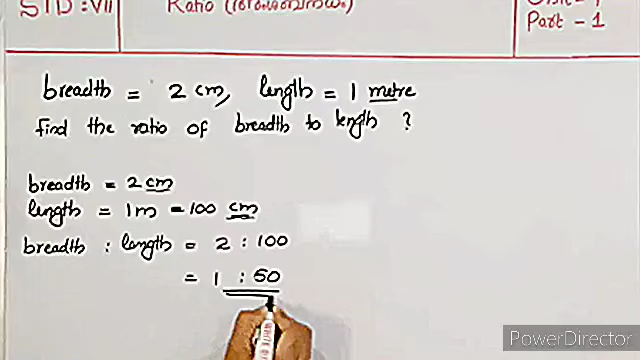 STD : VII
Ratio
Part - 1
breadth = 2 cm, length = 1 metre
Find the ratio of breadth to length ?
breadth = 2 cm
length = 1m = 100 cm
breadth : length = 2 : 100
= 1 : 50
WHITE
PowerDirector